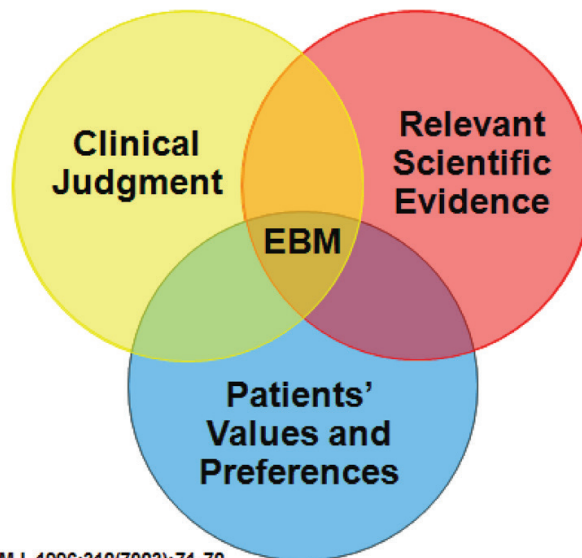 Clinical
Judgment
Relevant
Scientific
Evidence
EBM
Patients’
Values and
Preferences